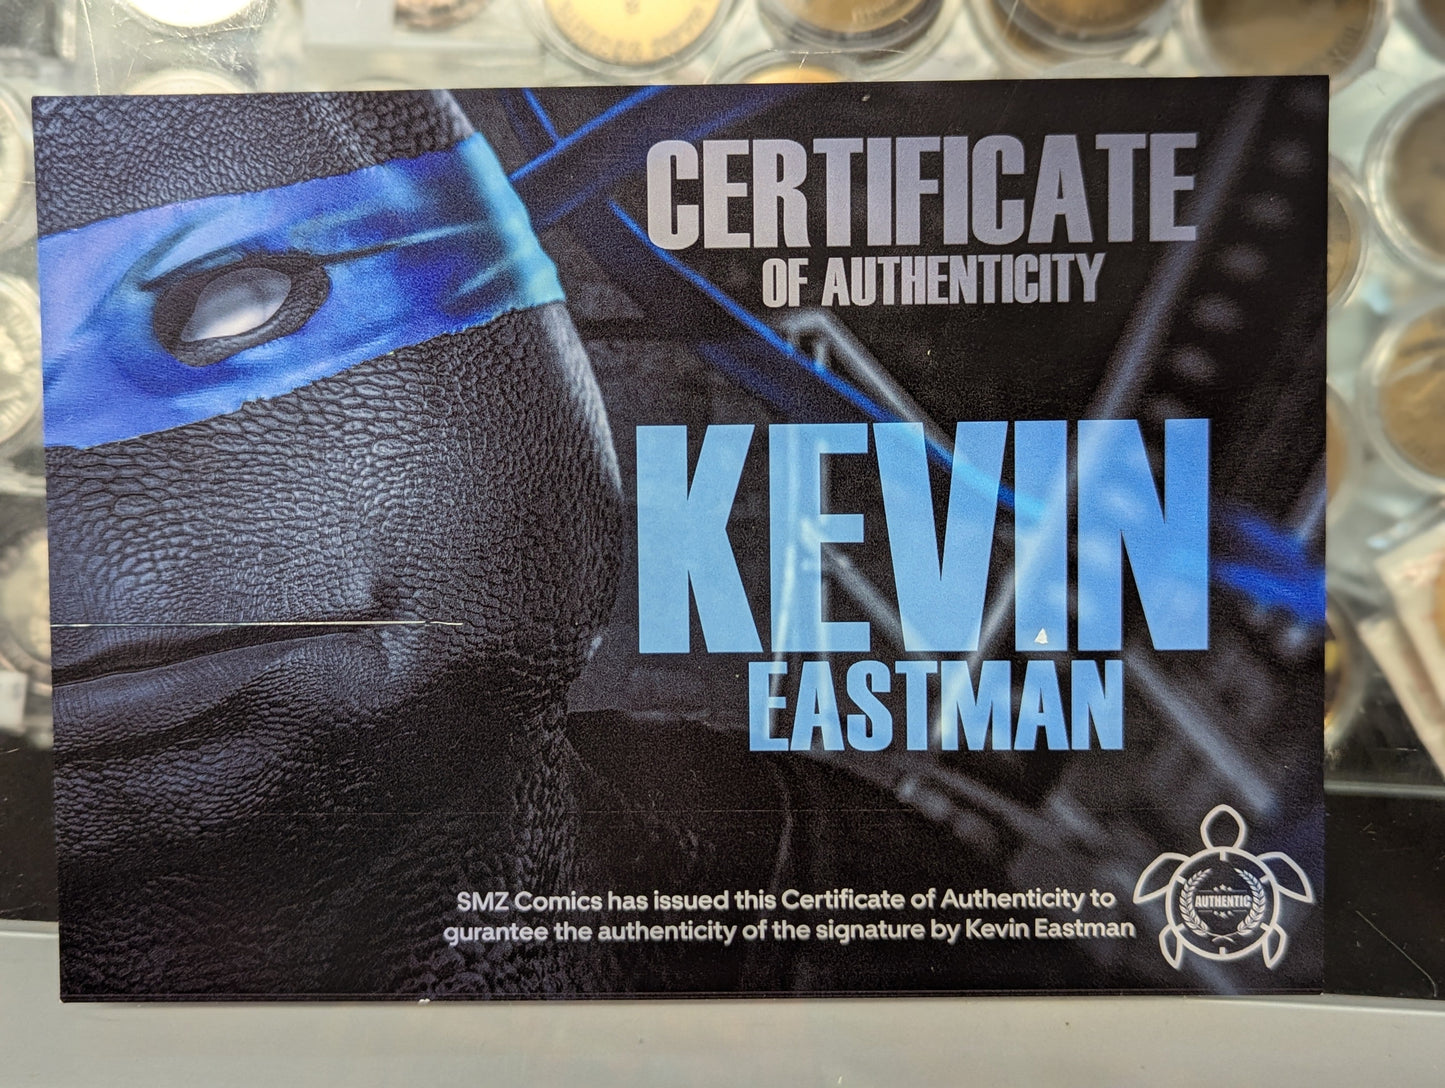 CERTIFICATE
OF AUTHENTICITY
KEVIN
EASTMAN
SMZ Comics has issued this Certificate of Authenticity to
gurantee the authenticity of the signature by Kevin Eastman
AUTHENTIC